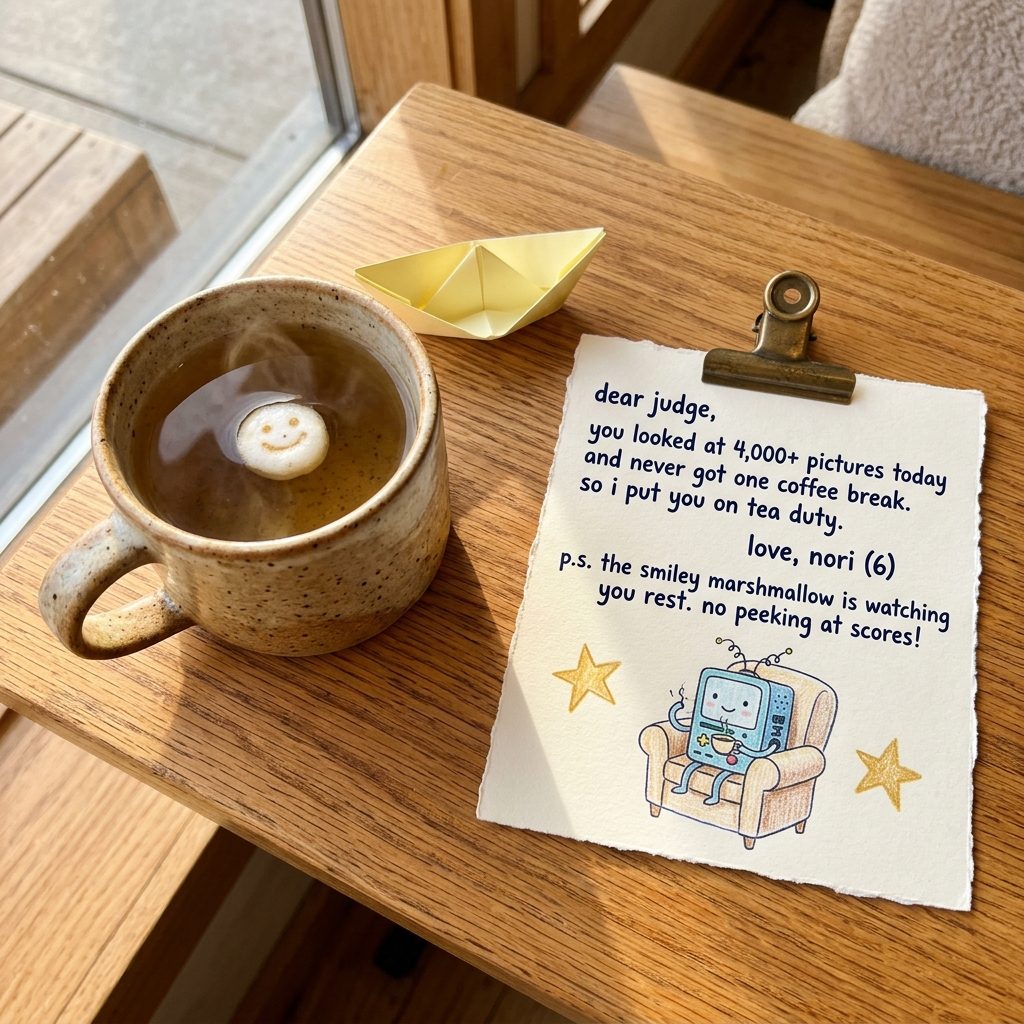 dear judge,
you looked at 4,000+ pictures today
and never got one coffee break.
so i put you on tea duty.
love, nori (6)
p.s. the smiley marshmallow is watching
you rest. no peeking at scores!
BMO